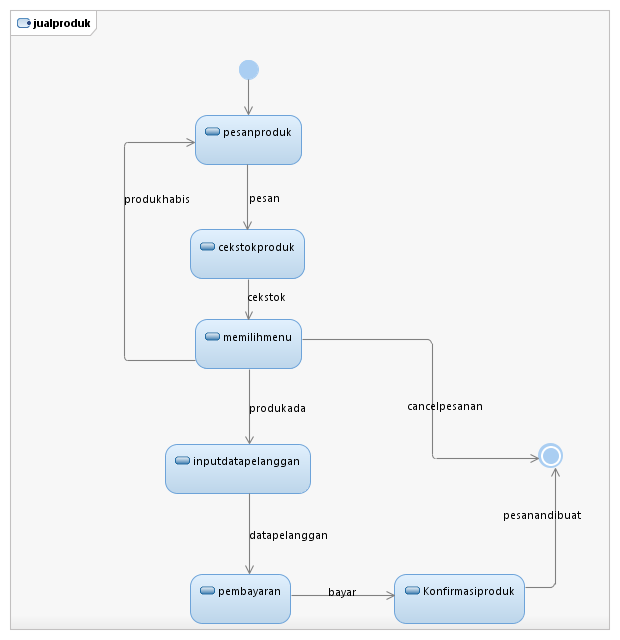 jualproduk
pesanproduk
produkhabis
pesan
cekstokproduk
cekstok
memilihmenu
produkada
cancelpesanan
inputdatapelanggan
pesanandibuat
datapelanggan
pembayaran
bayar
Konfirmasiproduk